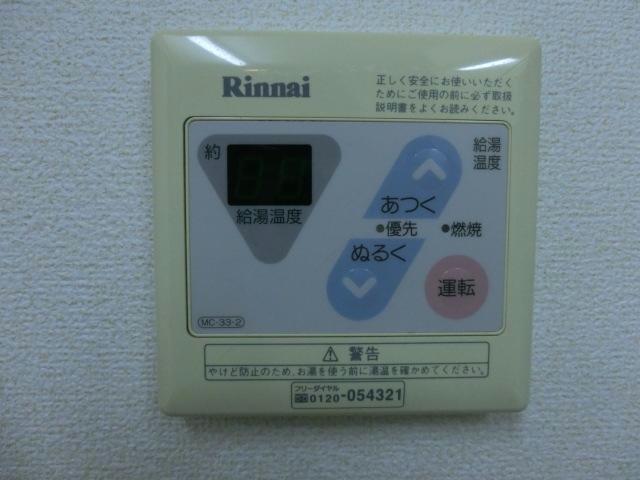 Rinnai
正しく安全にお使いいただく
ためにご使用の前に必ず取扱
説明書をよくお読みください。
約
給湯温度
給湯
温度
あつく
優先
燃焼
ぬるく
運転
MC-33-2
警告
やけど防止のため、お湯を使う前に湯温を確かめてください。
フリーダイヤル
0120-054321